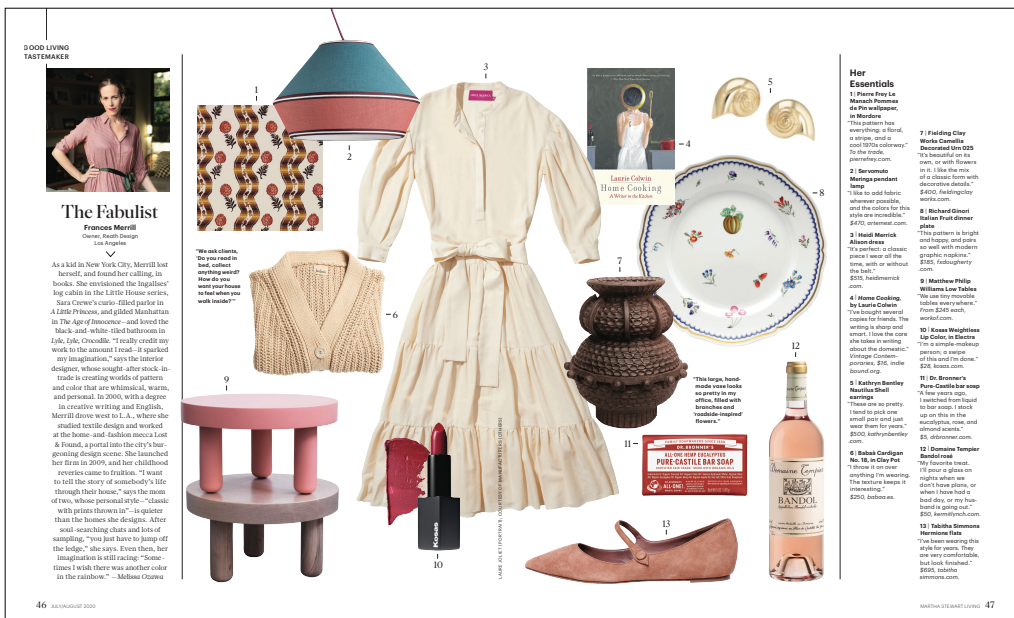 GOOD LIVING
TASTEMAKER
The Fabulist
Frances Merrill
Owner, Reath Design
Los Angeles
As a kid in New York City, Merrill lost
herself, and found her calling, in
books. She envisioned the Ingallses'
log cabin in the Little House series,
Sara Crewe's curio-filled parlor in
A Little Princess, and gilded Manhattan
in The Age of Innocence—and loved the
black-and-white-tiled bathroom in
Lyle, Lyle, Crocodile. "I really credit
my work to the amount I read—it sparked
my imagination," says the interior
designer, whose sought-after stock-in-
trade is creating worlds of pattern
and color that are whimsical, warm,
and personal. In 2000, with a degree
in creative writing and English,
Merrill drove west to L.A., where she
studied textile design and worked
at the home-and-fashion mecca Lost
& Found, a portal into the city's bur-
geoning design scene. She launched
her firm in 2009, and her childhood
reveries came to fruition. "I want
to tell the story of somebody's life
through their house," says the mom
of two, whose personal style—"classic
with prints thrown in"—is quieter
than the homes she designs. After
soul-searching chats and lots of
sampling, "you just have to jump off
the ledge," she says. Even then, her
imagination is still racing: "Some-
times I wish there was another color
in the rainbow." —Melissa Ozawa
46 JULY/AUGUST 2020
1
2
3
4
5
6
7
8
9
10
11
12
13
"We ask clients,
'Do you read in
bed, collect
anything weird?
How do you
want your house
to feel when you
walk inside?'"
Laurie Colwin
Home Cooking
A Writer in the Kitchen
"This large, hand-
made vase looks
so pretty in my
office, filled with
branches and
'roadside-inspired'
flowers."
Kosas
DR. BRONNER'S
ALL-ONE HEMP EUCALYPTUS
PURE-CASTILE BAR SOAP
ALL-ONE!
Domaine Tempier
BANDOL
LAURE JOLIET (PORTRAIT); COURTESY OF MANUFACTURERS (OTHERS)
Her
Essentials
1 | Pierre Frey Le
Manach Pommes
de Pin wallpaper,
in Mordore
"This pattern has
everything: a floral,
a stripe, and a
cool 1970s colorway."
To the trade,
pierrefrey.com.
2 | Servomuto
Meringa pendant
lamp
"I like to add fabric
wherever possible,
and the colors for this
style are incredible."
$470, artemest.com.
3 | Heidi Merrick
Alison dress
"It's perfect: a classic
piece I wear all the
time, with or without
the belt."
$515, heidimerrick
.com.
4 | Home Cooking,
by Laurie Colwin
"I've bought several
copies for friends. The
writing is sharp and
smart. I love the care
she takes in writing
about the domestic."
Vintage Contem-
poraries, $16, indie
bound.org.
5 | Kathryn Bentley
Nautilus Shell
earrings
"These are so pretty.
I tend to pick one
small pair and just
wear them for years."
$500, kathrynbentley
.com.
6 | Babaà Cardigan
No. 18, in Clay Pot
"I throw it on over
anything I'm wearing.
The texture keeps it
interesting."
$250, babaa.es.
7 | Fielding Clay
Works Camellia
Decorated Urn 025
"It's beautiful on its
own, or with flowers
in it. I like the mix
of a classic form with
decorative details."
$400, fieldingclay
works.com.
8 | Richard Ginori
Italian Fruit dinner
plate
"This pattern is bright
and happy, and pairs
so well with modern
graphic napkins."
$185, fsdougherty
.com.
9 | Matthew Philip
Williams Low Tables
"We use tiny movable
tables everywhere."
From $245 each,
workof.com.
10 | Kosas Weightless
Lip Color, in Electra
"I'm a simple-makeup
person; a swipe
of this and I'm done."
$28, kosas.com.
11 | Dr. Bronner's
Pure-Castile bar soap
"A few years ago,
I switched from liquid
to bar soap. I stock
up on this in the
eucalyptus, rose, and
almond scents."
$5, drbronner.com.
12 | Domaine Tempier
Bandol rosé
"My favorite treat.
I'll pour a glass on
nights when we
don't have plans, or
when I have had a
bad day, or my hus-
band is going out."
$50, kermitlynch.com.
13 | Tabitha Simmons
Hermione flats
"I've been wearing this
style for years. They
are very comfortable,
but look finished."
$695, tabitha
simmons.com.
MARTHA STEWART LIVING 47